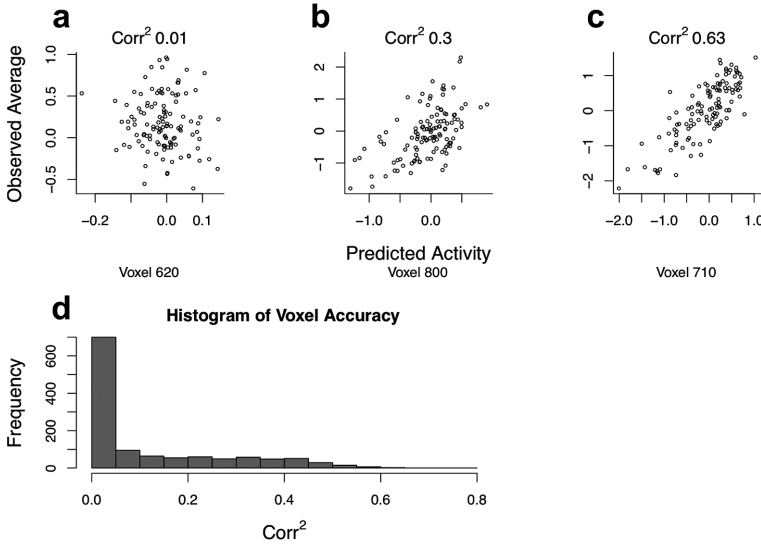 a b c
Corr² 0.01 Corr² 0.3 Corr² 0.63
Observed Average
1.0 0.5 0.0 −0.5
2 1 0 −1
1 0 −1 −2
−0.2 0.0 0.1 −1.0 0.0 −2.0 −1.0 0.0 1.0
Predicted Activity
Voxel 620 Voxel 800 Voxel 710
d
Histogram of Voxel Accuracy
Frequency
600 400 200 0
0.0 0.2 0.4 0.6 0.8
Corr²